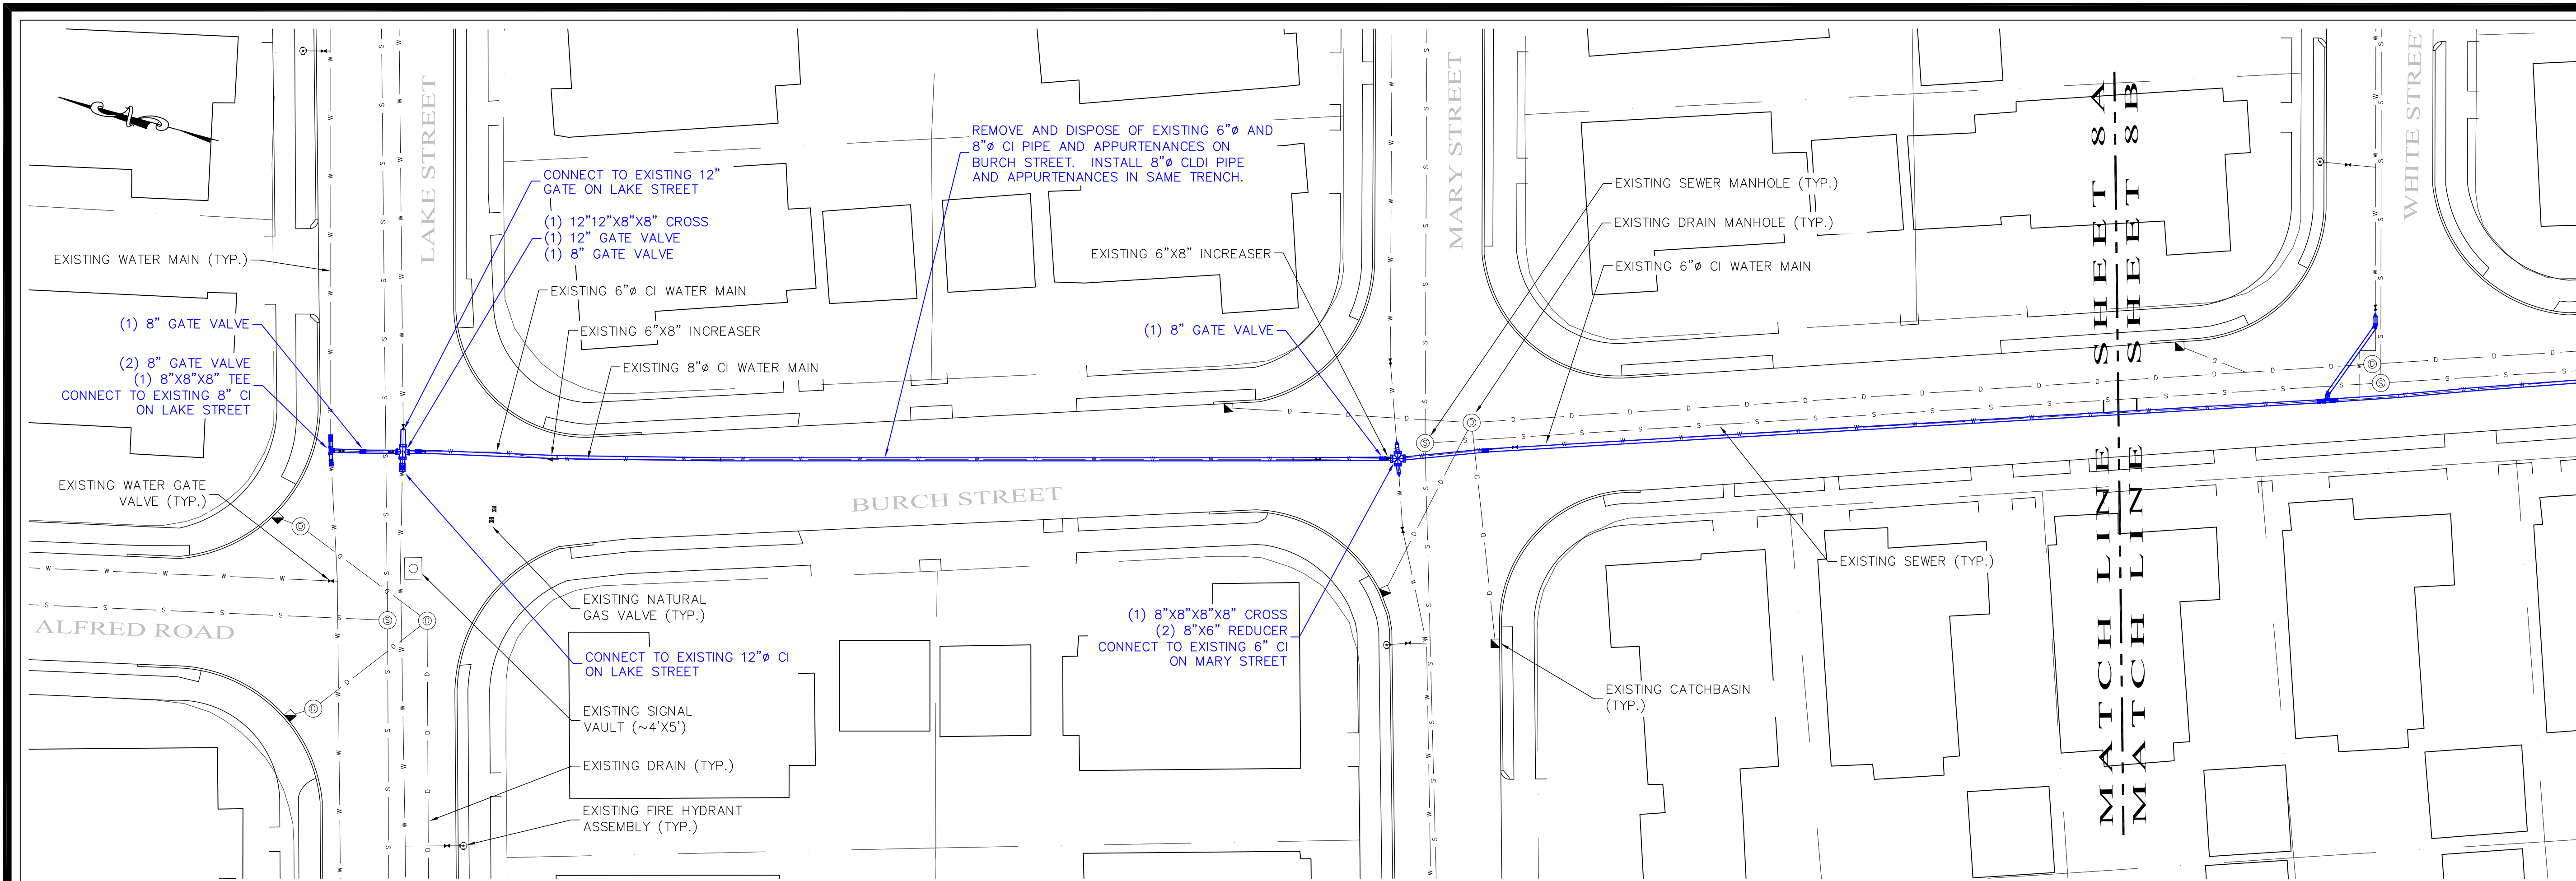 LAKE STREET
MARY STREET
WHITE STREET
BURCH STREET
ALFRED ROAD
EXISTING WATER MAIN (TYP.)
(1) 8" GATE VALVE
(2) 8" GATE VALVE
(1) 8"X8"X8" TEE
CONNECT TO EXISTING 8" CI
ON LAKE STREET
EXISTING WATER GATE
VALVE (TYP.)
CONNECT TO EXISTING 12"
GATE ON LAKE STREET
(1) 12"12"X8"X8" CROSS
(1) 12" GATE VALVE
(1) 8" GATE VALVE
EXISTING 6"ø CI WATER MAIN
EXISTING 6"X8" INCREASER
EXISTING 8"ø CI WATER MAIN
REMOVE AND DISPOSE OF EXISTING 6"ø AND
8"ø CI PIPE AND APPURTENANCES ON
BURCH STREET. INSTALL 8"ø CLDI PIPE
AND APPURTENANCES IN SAME TRENCH.
EXISTING 6"X8" INCREASER
(1) 8" GATE VALVE
EXISTING SEWER MANHOLE (TYP.)
EXISTING DRAIN MANHOLE (TYP.)
EXISTING 6"ø CI WATER MAIN
MATCH LINE SHEET 8A
MATCH LINE SHEET 8B
EXISTING NATURAL
GAS VALVE (TYP.)
CONNECT TO EXISTING 12"ø CI
ON LAKE STREET
EXISTING SIGNAL
VAULT (~4'X5')
EXISTING DRAIN (TYP.)
EXISTING FIRE HYDRANT
ASSEMBLY (TYP.)
(1) 8"X8"X8"X8" CROSS
(2) 8"X6" REDUCER
CONNECT TO EXISTING 6" CI
ON MARY STREET
EXISTING SEWER (TYP.)
EXISTING CATCHBASIN
(TYP.)